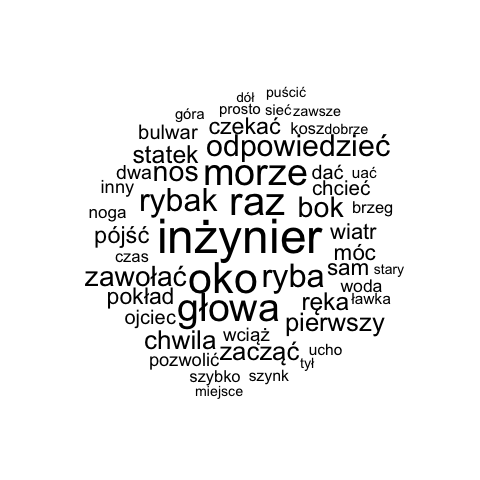 puścić
dół
góra prosto sieć zawsze
bulwar czekać kosz dobrze
statek odpowiedzieć
dwa nos morze dać uać
inny rybak raz bok chcieć
noga brzeg
pójść inżynier wiatr
czas móc
zawołać oko ryba sam stary
pokład głowa ręka woda ławka
ojciec pierwszy
chwila wciąż
zacząć ucho
pozwolić tył
szybko szynk
miejsce